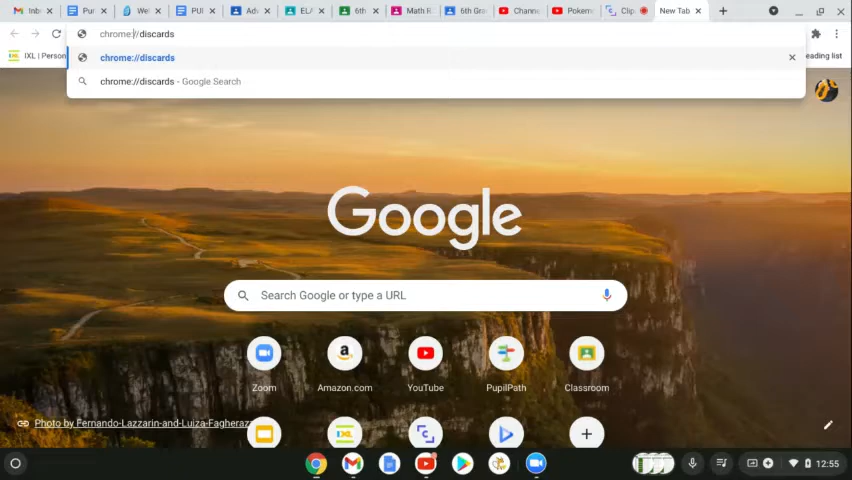 Inb
Pur
We
PUI
Adv
ELA
6th
Math R
6th Gra
Chann
Pokem
Clip
New Tab
chrome://discards
IXL | Person
eading list
chrome://discards
chrome://discards - Google Search
Google
Search Google or type a URL
Zoom
Amazon.com
YouTube
PupilPath
Classroom
Photo by Fernando-Lazzarin-and-Luiza-Fagheraz
IXL
12:55